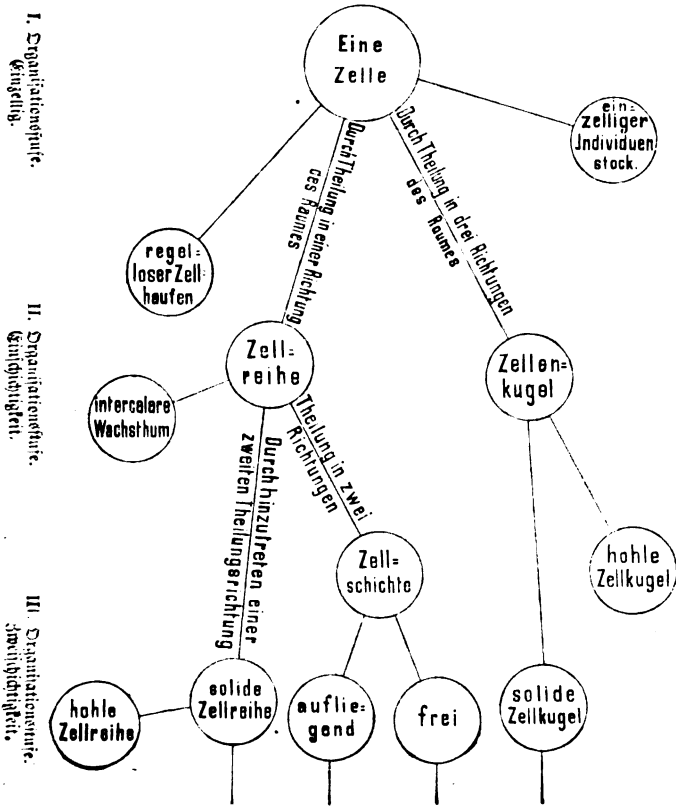 I. Organisationsstufe.
Einzellig.
Eine
Zelle
ein=
zelliger
Individuen
stock.
Durch Theilung in einer Richtung
des Raumes
Durch Theilung in drei Richtungen
des Raumes
regel=
loser Zell=
haufen
II. Organisationsstufe.
Einschichtigkeit.
Zell=
reihe
Zellen=
kugel
intercalare
Wachsthum
Theilung in zwei
Richtungen
Durch hinzutreten einer
zweiten Theilungsrichtung
Zell=
schichte
hohle
Zellkugel
III. Organisationsstufe.
Zweischichtigkeit.
hohle
Zellreihe
solide
Zellreihe
auflie=
gend
frei
solide
Zellkugel